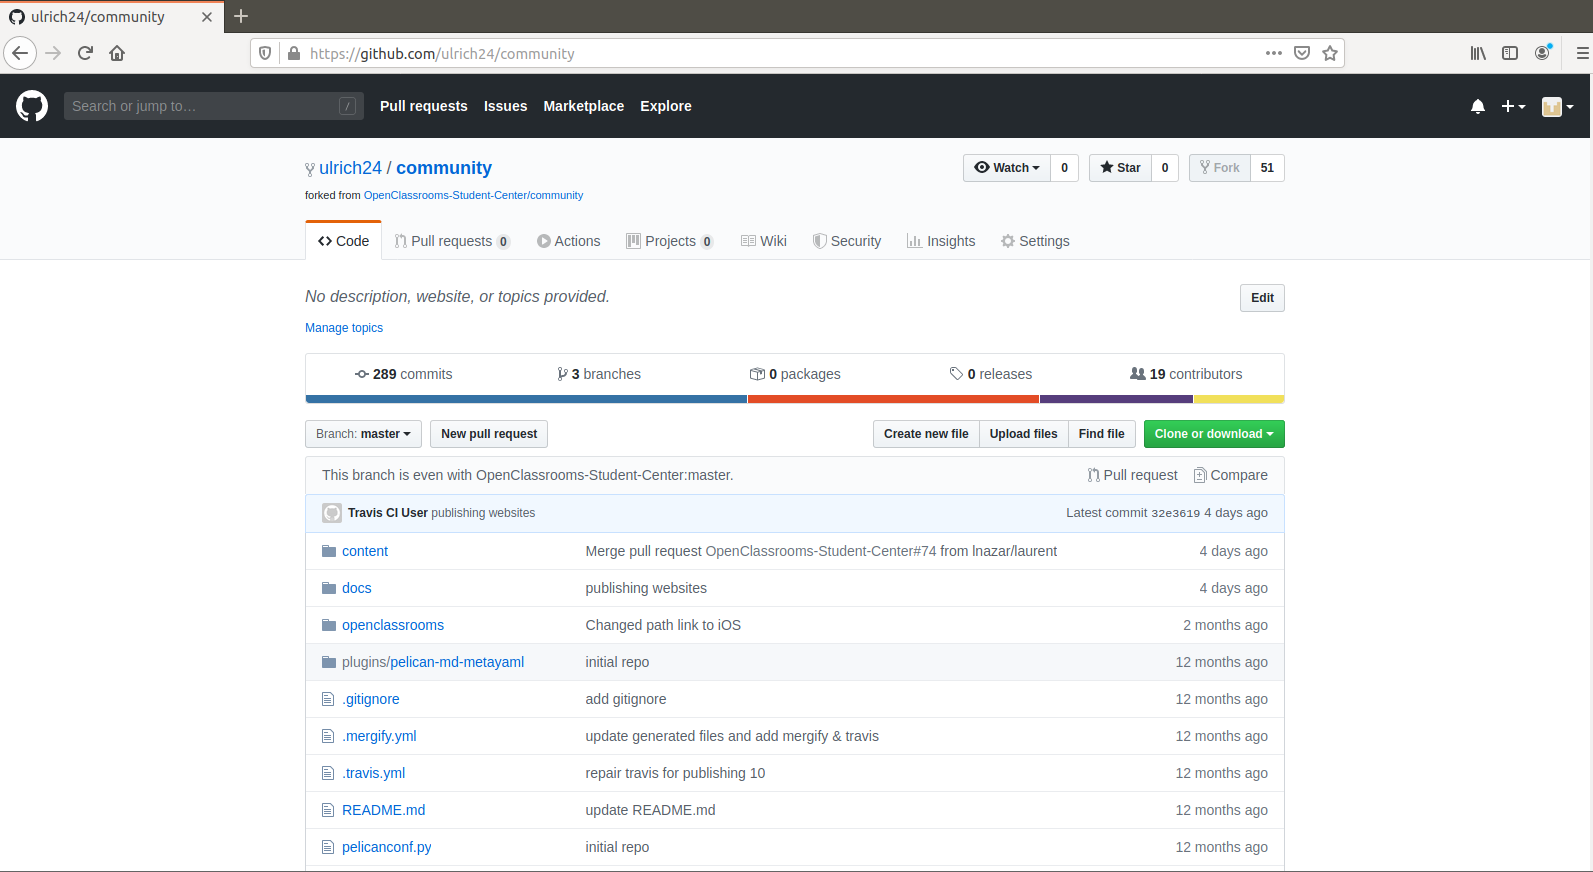 ulrich24/community
https://github.com/ulrich24/community
Search or jump to… / Pull requests Issues Marketplace Explore
ulrich24 / community Watch 0 Star 0 Fork 51
forked from OpenClassrooms-Student-Center/community
Code Pull requests 0 Actions Projects 0 Wiki Security Insights Settings
No description, website, or topics provided. Edit
Manage topics
289 commits 3 branches 0 packages 0 releases 19 contributors
Branch: master New pull request Create new file Upload files Find file Clone or download
This branch is even with OpenClassrooms-Student-Center:master. Pull request Compare
Travis CI User publishing websites Latest commit 32e3619 4 days ago
content Merge pull request OpenClassrooms-Student-Center#74 from lnazar/laurent 4 days ago
docs publishing websites 4 days ago
openclassrooms Changed path link to iOS 2 months ago
plugins/pelican-md-metayaml initial repo 12 months ago
.gitignore add gitignore 12 months ago
.mergify.yml update generated files and add mergify & travis 12 months ago
.travis.yml repair travis for publishing 10 12 months ago
README.md update README.md 12 months ago
pelicanconf.py initial repo 12 months ago